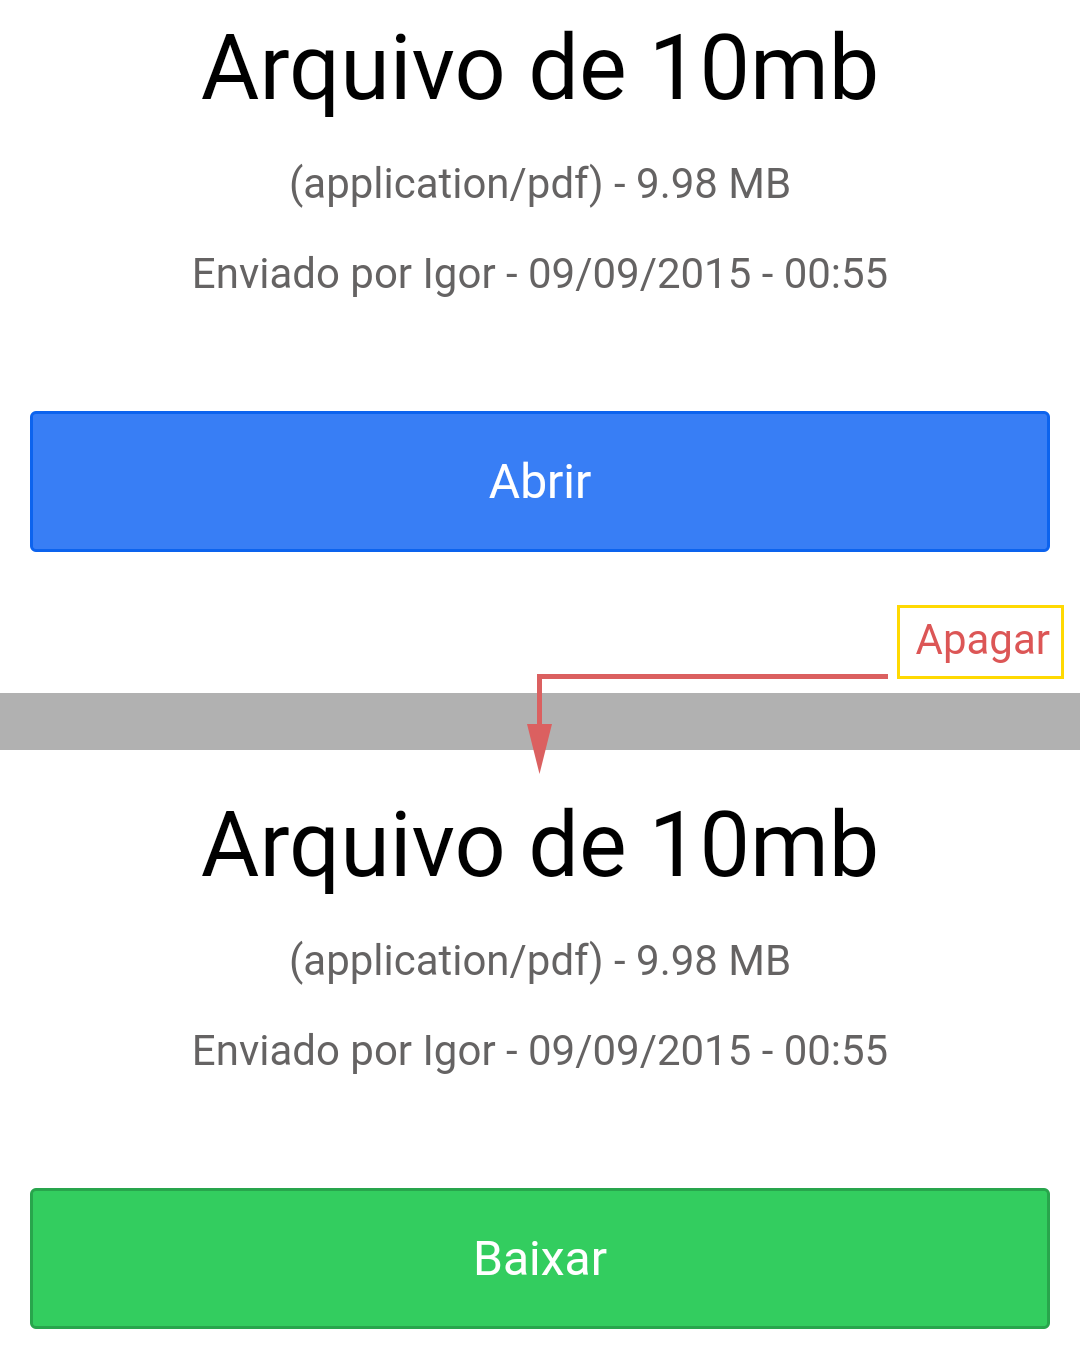 Arquivo de 10mb
(application/pdf) - 9.98 MB
Enviado por Igor - 09/09/2015 - 00:55
Abrir
Apagar
Arquivo de 10mb
(application/pdf) - 9.98 MB
Enviado por Igor - 09/09/2015 - 00:55
Baixar